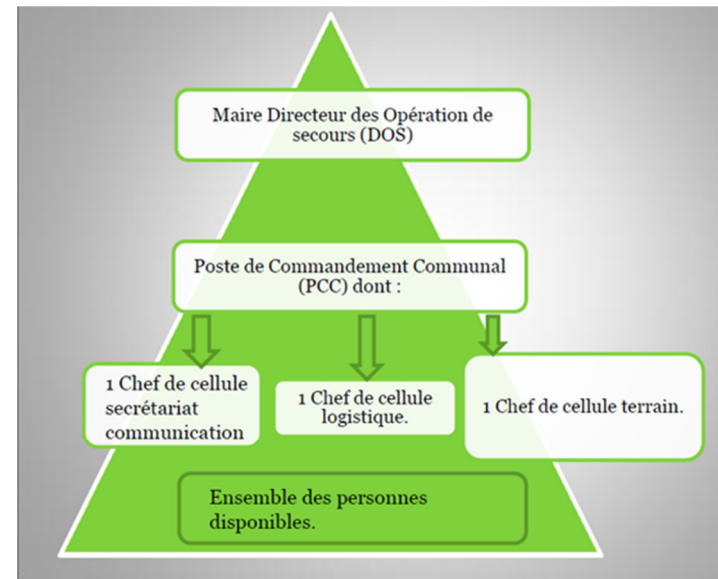 Maire Directeur des Opération de
secours (DOS)
Poste de Commandement Communal
(PCC) dont :
1 Chef de cellule
secrétariat
communication
1 Chef de cellule
logistique.
1 Chef de cellule terrain.
Ensemble des personnes
disponibles.